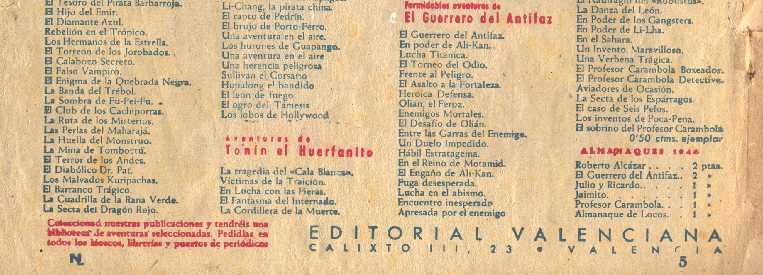 El Tesoro del Pirata Barbarroja.
El Hijo del Emir.
El Diamante Azul.
Rebelión en el Trópico.
Los Hermanos de la Estrella.
El Torreón de los Jorobados.
El Calabozo Secreto.
El Falso Vampiro.
El Enigma de la Quebrada Negra.
La Banda del Trébol.
La Sombra de Fu-Fei-Fu.
El Club de los Cachiporras.
La Ruta de los Misterios.
Las Perlas del Maharajá.
La Huella del Monstruo.
La Mina de Tombottú.
El Terror de los Andes.
El Diabólico Dr. Pat.
Los Malvados Kuripachas.
El Barranco Trágico
La Cuadrilla de la Rana Verde.
La Secta del Dragón Rojo.
Li-Chang, la pirata china.
El rapto de Pedrín.
El brujo de Porto-Ferro.
Una aventura en el aire.
Los hurones de Guapango.
Una aventura en el aire
Una herencia peligrosa
Sullivan el Corsario
el bandido
El león de fuego.
El ogro del Támesis
Los lobos de Hollywood
Aventuras de
Tonín el Huerfanito
La tragedia del «Cala Blanca».
Víctimas de la Traición.
En Lucha con las Fieras.
El Fantasma del Internado.
La Cordillera de la Muerte.
Formidables aventuras de
El Guerrero del Antifaz
El Guerrero del Antifaz.
En poder de Ali-Kan.
Lucha Titánica.
El Torneo del Odio.
Frente al Peligro.
El Asalto a la Fortaleza.
Heroica Defensa.
Olián, el Feroz.
Enemigos Mortales.
El Desafío de Olián.
Entre las Garras del Enemigo.
Un Duelo Impedido.
Hábil Estratagema.
En el Reino de Motamid.
El Engaño de Ali-Kan.
Fuga desesperada.
Lucha en el abismo.
Encuentro inesperado
Apresada por el enemigo
La Danza del León.
En Poder de los Gangsters.
En Poder de Li-Lha.
En el Sahara.
Un Invento Maravilloso.
Una Verbena Trágica.
El Profesor Carambola Boxeador.
El Profesor Carambola Detective.
Aviadores de Ocasión.
La Secta de los Espárragos
El caso de Seis Pelos.
Los inventos de Poca-Pena.
El sobrino del Profesor Carambola
0'50 ctms. ejemplar
ALMANAQUES 1946
Roberto Alcázar . . . 2 ptas.
El Guerrero del Antifaz. . 2 »
Julio y Ricardo. . . . 1 »
Jaimito. . . . . 1 »
Profesor Carambola. . . 1 »
Almanaque de Locos. . . 1 »
Coleccionad nuestras publicaciones y tendréis una
biblioteca de aventuras seleccionadas. Pedidlas en
todos los kioscos, librerías y puestos de periódicos
EDITORIAL VALENCIANA
CALIXTO III, 23 • VALENCIA
5